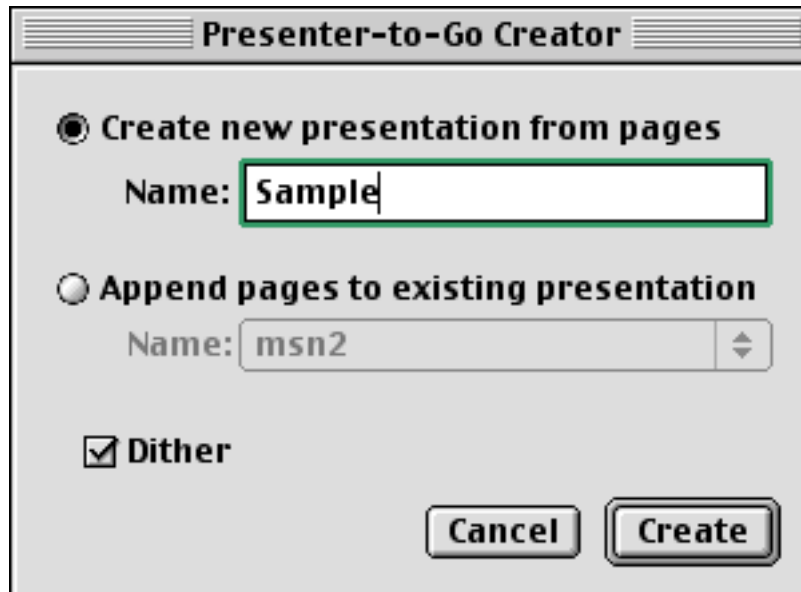 Presenter-to-Go Creator
Create new presentation from pages
Name: Sample
Append pages to existing presentation
Name: msn2
Dither
Cancel Create